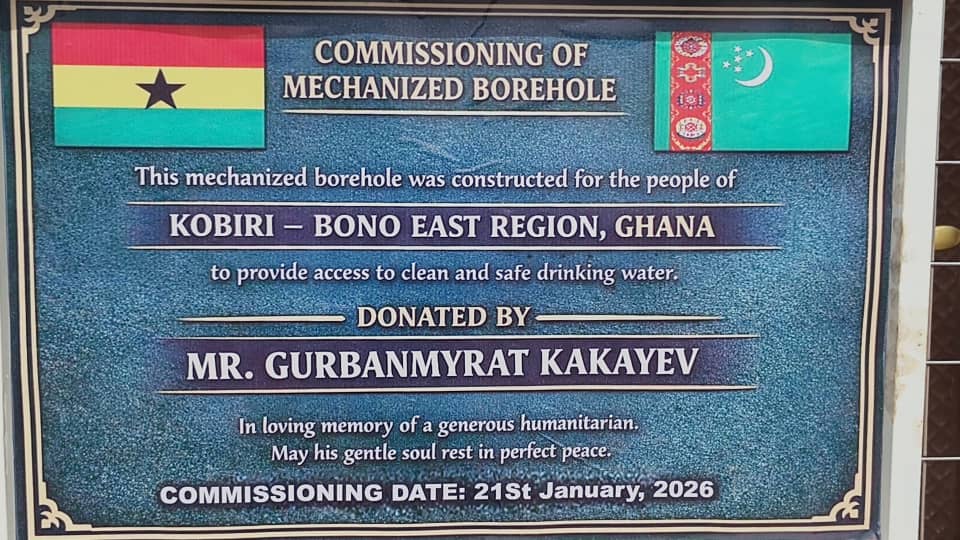 COMMISSIONING OF
MECHANIZED BOREHOLE
This mechanized borehole was constructed for the people of
KOBIRI – BONO EAST REGION, GHANA
to provide access to clean and safe drinking water.
DONATED BY
MR. GURBANMYRAT KAKAYEV
In loving memory of a generous humanitarian.
May his gentle soul rest in perfect peace.
COMMISSIONING DATE: 21St January, 2026